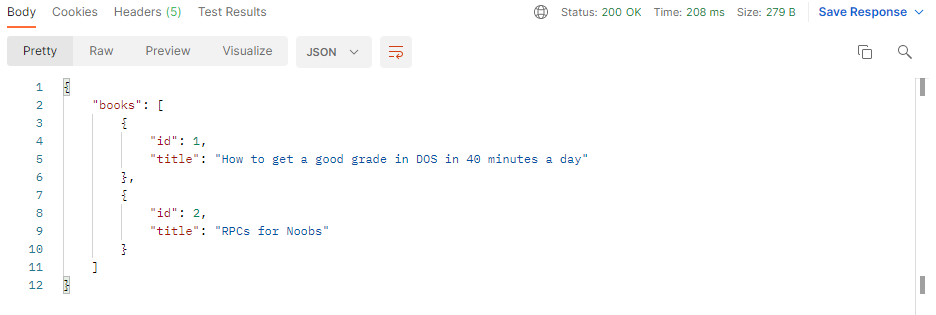 Body Cookies Headers (5) Test Results Status: 200 OK Time: 208 ms Size: 279 B Save Response
Pretty Raw Preview Visualize JSON
1 {
2 "books": [
3 {
4 "id": 1,
5 "title": "How to get a good grade in DOS in 40 minutes a day"
6 },
7 {
8 "id": 2,
9 "title": "RPCs for Noobs"
10 }
11 ]
12 }